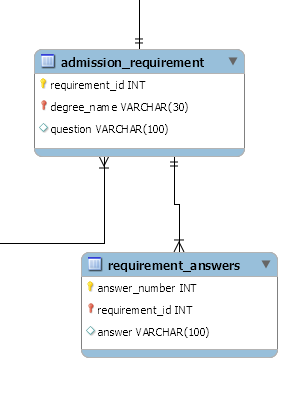 admission_requirement
requirement_id INT
degree_name VARCHAR(30)
question VARCHAR(100)
requirement_answers
answer_number INT
requirement_id INT
answer VARCHAR(100)